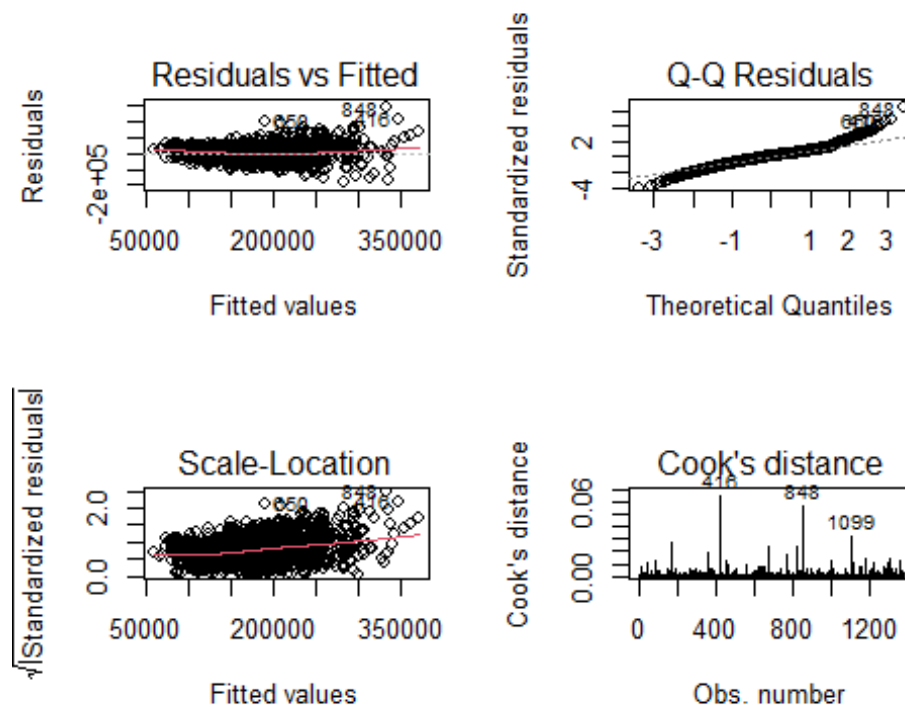 Residuals vs Fitted
Residuals
848
416
-2e+05
50000 200000 350000
Fitted values
Q-Q Residuals
Standardized residuals
848
2
-4
-3 -1 1 2 3
Theoretical Quantiles
Scale-Location
√|Standardized residuals|
848
416
2.0
0.0
50000 200000 350000
Fitted values
Cook's distance
Cook's distance
416
848
1099
0.06
0.00
0 400 800 1200
Obs. number